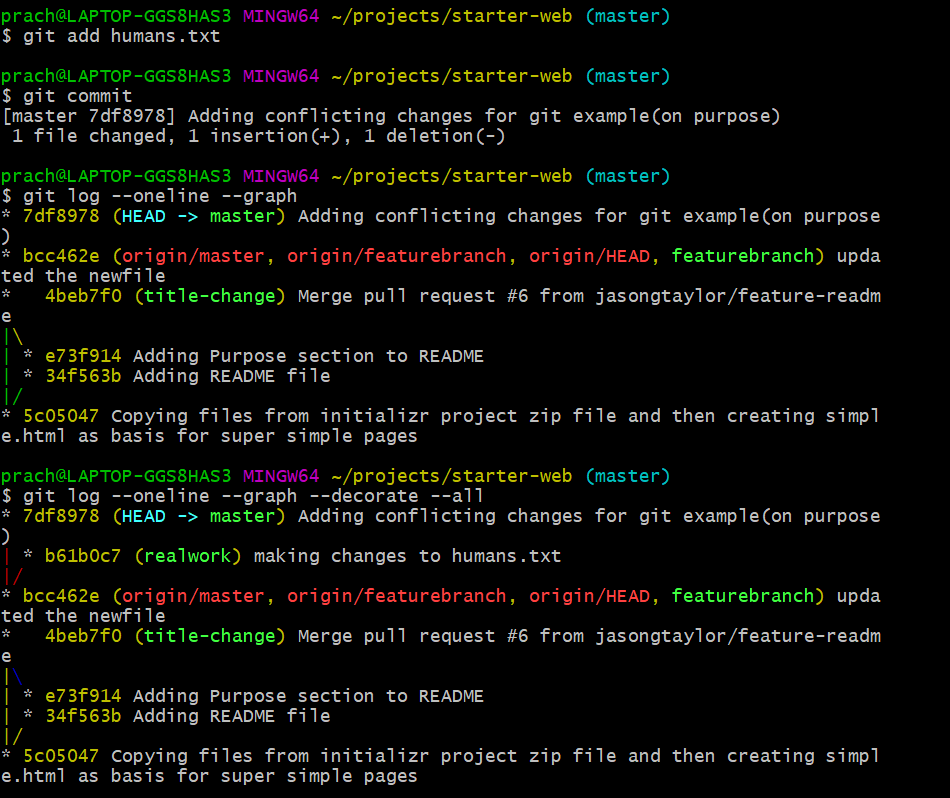 prach@LAPTOP-GGS8HAS3 MINGW64 ~/projects/starter-web (master)
$ git add humans.txt
prach@LAPTOP-GGS8HAS3 MINGW64 ~/projects/starter-web (master)
$ git commit
[master 7df8978] Adding conflicting changes for git example(on purpose)
 1 file changed, 1 insertion(+), 1 deletion(-)
prach@LAPTOP-GGS8HAS3 MINGW64 ~/projects/starter-web (master)
$ git log --oneline --graph
* 7df8978 (HEAD -> master) Adding conflicting changes for git example(on purpose
)
* bcc462e (origin/master, origin/featurebranch, origin/HEAD, featurebranch) upda
ted the newfile
*   4beb7f0 (title-change) Merge pull request #6 from jasongtaylor/feature-readm
e
|\
| * e73f914 Adding Purpose section to README
| * 34f563b Adding README file
|/
* 5c05047 Copying files from initializr project zip file and then creating simpl
e.html as basis for super simple pages
prach@LAPTOP-GGS8HAS3 MINGW64 ~/projects/starter-web (master)
$ git log --oneline --graph --decorate --all
* 7df8978 (HEAD -> master) Adding conflicting changes for git example(on purpose
)
| * b61b0c7 (realwork) making changes to humans.txt
|/
* bcc462e (origin/master, origin/featurebranch, origin/HEAD, featurebranch) upda
ted the newfile
*   4beb7f0 (title-change) Merge pull request #6 from jasongtaylor/feature-readm
e
|\
| * e73f914 Adding Purpose section to README
| * 34f563b Adding README file
|/
* 5c05047 Copying files from initializr project zip file and then creating simpl
e.html as basis for super simple pages